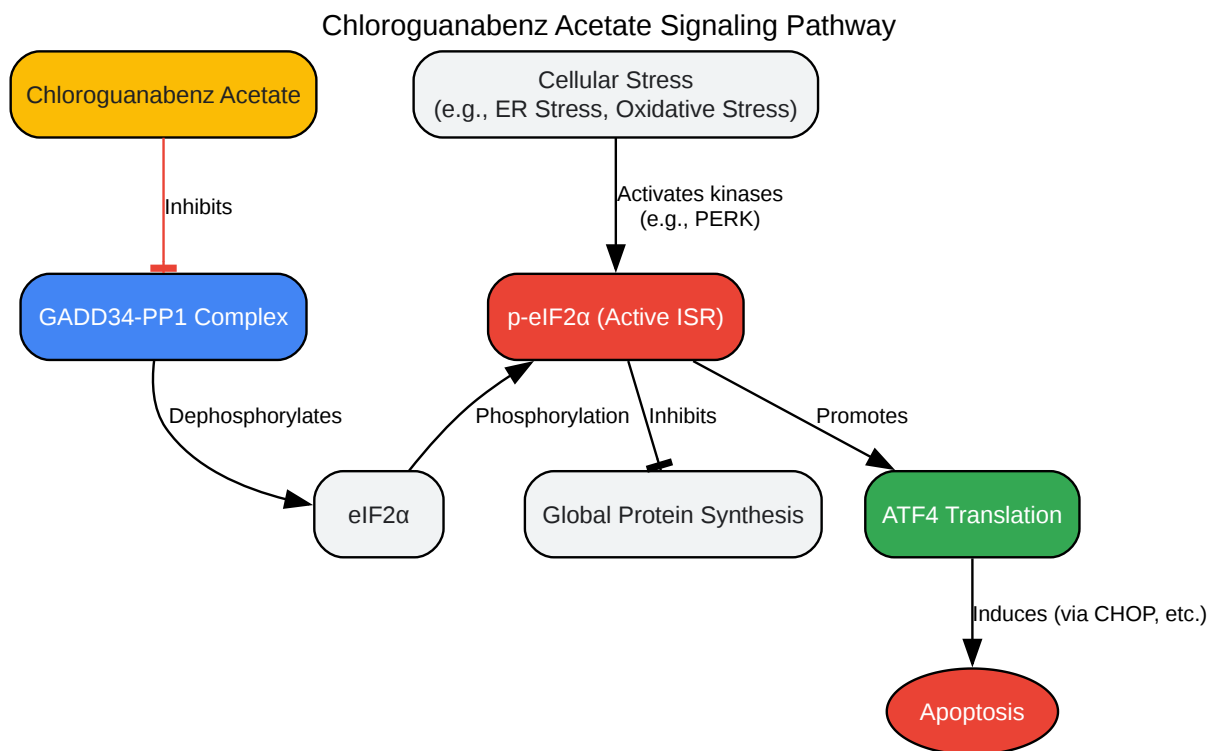 Chloroguanabenz Acetate Signaling Pathway
Chloroguanabenz Acetate
Cellular Stress
(e.g., ER Stress, Oxidative Stress)
Inhibits
Activates kinases
(e.g., PERK)
GADD34-PP1 Complex
p-eIF2α (Active ISR)
Dephosphorylates
Phosphorylation
Inhibits
Promotes
eIF2α
Global Protein Synthesis
ATF4 Translation
Induces (via CHOP, etc.)
Apoptosis